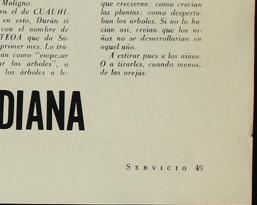 Maligno.
ra el de CUAUHI-
en esto, Durán si
con el nombre de
TEOA que da Sa-
primer mes. Lo tra-
an como "empezar
ar los árboles", o
los árboles a le-
que crecieran: como crecían
las plantas: como desperta-
ban los árboles. Si no lo ha-
cían así, creían que los ni-
ños no se desarrollarían en
aquel año.
A estirar pues a los niños.
O a tirarles, cuando menos,
de las orejas.
DIANA
SERVICIO 49